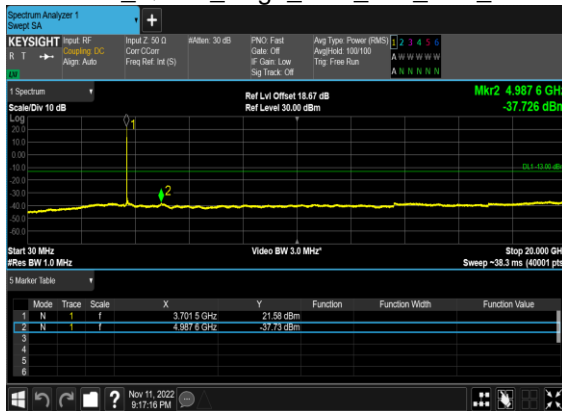 Spectrum Analyzer 1
Swept SA
+
KEYSIGHT Input: RF Input Z: 50 Ω #Atten: 30 dB PNO: Fast Avg Type: Power (RMS) 1 2 3 4 5 6
R T Coupling: DC Corr CCorr Gate: Off Avg|Hold: 100/100 A W W W W W
Align: Auto Freq Ref: Int (S) IF Gain: Low Trig: Free Run
LXI Sig Track: Off A N N N N N
1 Spectrum Ref Lvl Offset 18.67 dB Mkr2 4.987 6 GHz
Scale/Div 10 dB Ref Level 30.00 dBm -37.726 dBm
Log
20.0
10.0
0.00
-10.0
-20.0
-30.0
-40.0
-50.0
-60.0
1
DL1 -13.00 dBm
2
Start 30 MHz Video BW 3.0 MHz* Stop 20.000 GHz
#Res BW 1.0 MHz Sweep ~38.3 ms (40001 pts)
5 Marker Table
Mode Trace Scale X Y Function Function Width Function Value
1 N 1 f 3.701 5 GHz 21.58 dBm
2 N 1 f 4.987 6 GHz -37.73 dBm
3
4
5
6
? Nov 11, 2022
9:17:16 PM